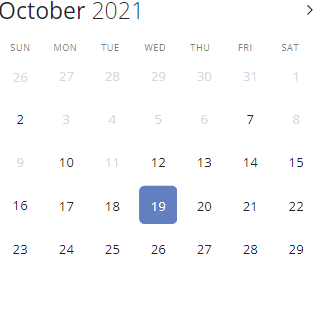 October 2021
SUN MON TUE WED THU FRI SAT
26 27 28 29 30 31 1
2 3 4 5 6 7 8
9 10 11 12 13 14 15
16 17 18 19 20 21 22
23 24 25 26 27 28 29